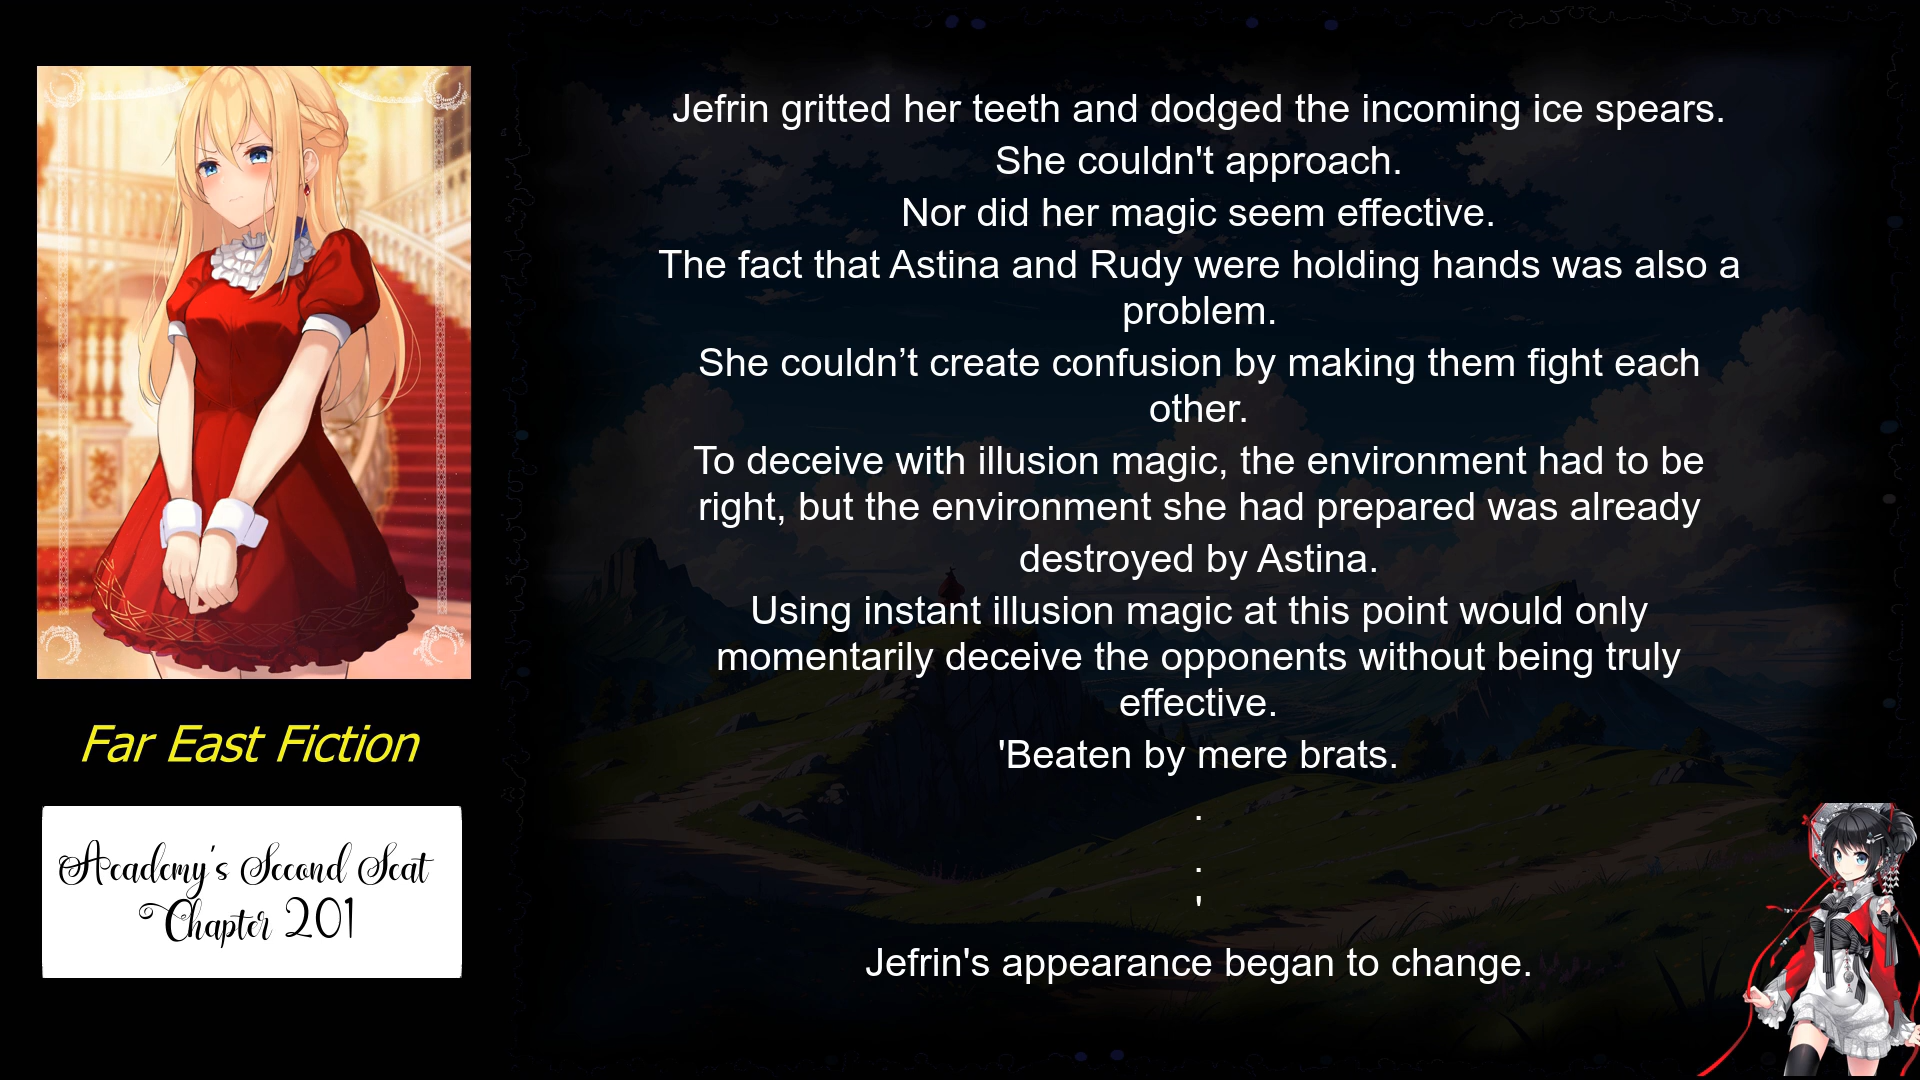 Jefrin gritted her teeth and dodged the incoming ice spears.
She couldn't approach.
Nor did her magic seem effective.
The fact that Astina and Rudy were holding hands was also a
problem.
She couldn’t create confusion by making them fight each
other.
To deceive with illusion magic, the environment had to be
right, but the environment she had prepared was already
destroyed by Astina.
Using instant illusion magic at this point would only
momentarily deceive the opponents without being truly
effective.
'Beaten by mere brats.
.
.
'
Jefrin's appearance began to change.
Far East Fiction
Academy's Second Seat
Chapter 201